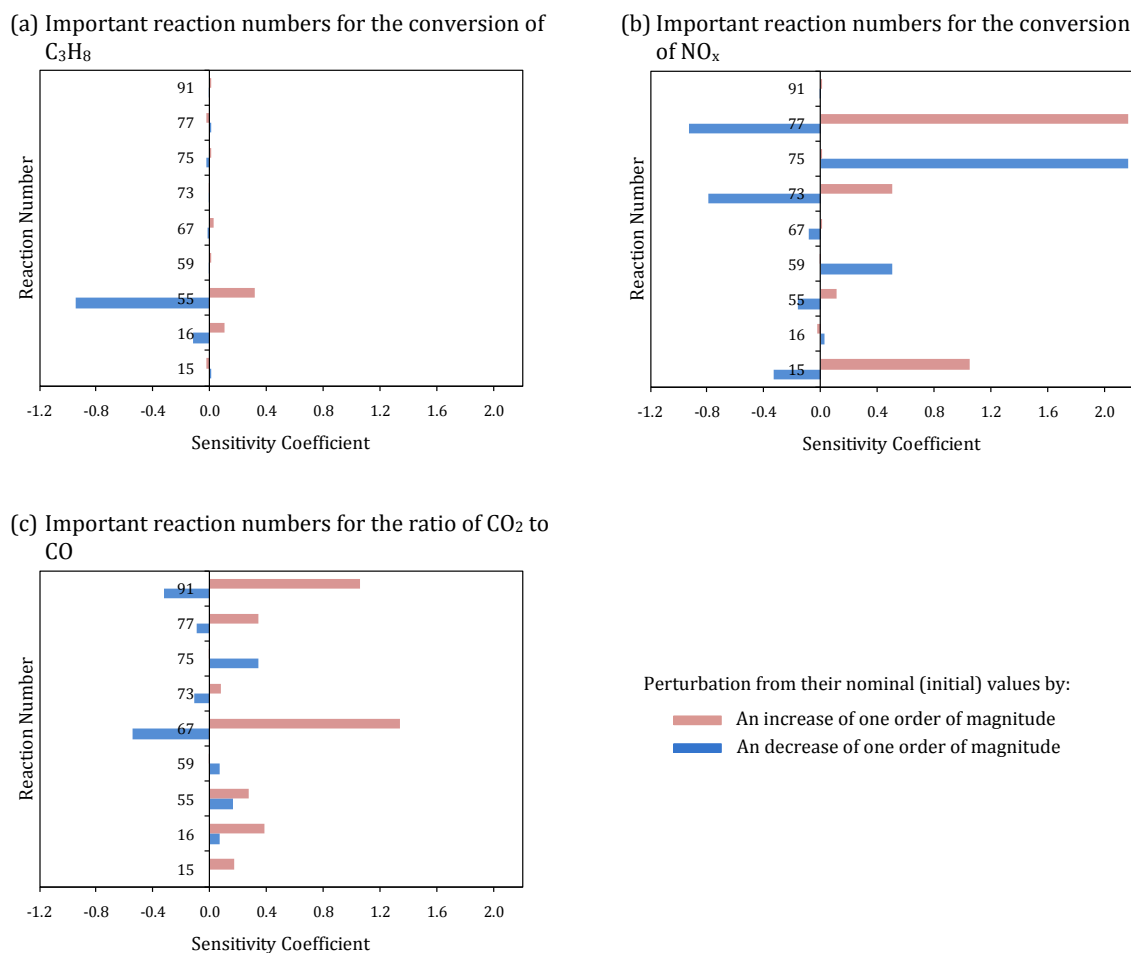 (a) Important reaction numbers for the conversion of
C₃H₈
Reaction Number
91
77
75
73
67
59
55
16
15
-1.2 -0.8 -0.4 0.0 0.4 0.8 1.2 1.6 2.0
Sensitivity Coefficient
(b) Important reaction numbers for the conversion
of NOₓ
Reaction Number
91
77
75
73
67
59
55
16
15
-1.2 -0.8 -0.4 0.0 0.4 0.8 1.2 1.6 2.0
Sensitivity Coefficient
(c) Important reaction numbers for the ratio of CO₂ to
CO
Reaction Number
91
77
75
73
67
59
55
16
15
-1.2 -0.8 -0.4 0.0 0.4 0.8 1.2 1.6 2.0
Sensitivity Coefficient
Perturbation from their nominal (initial) values by:
An increase of one order of magnitude
An decrease of one order of magnitude